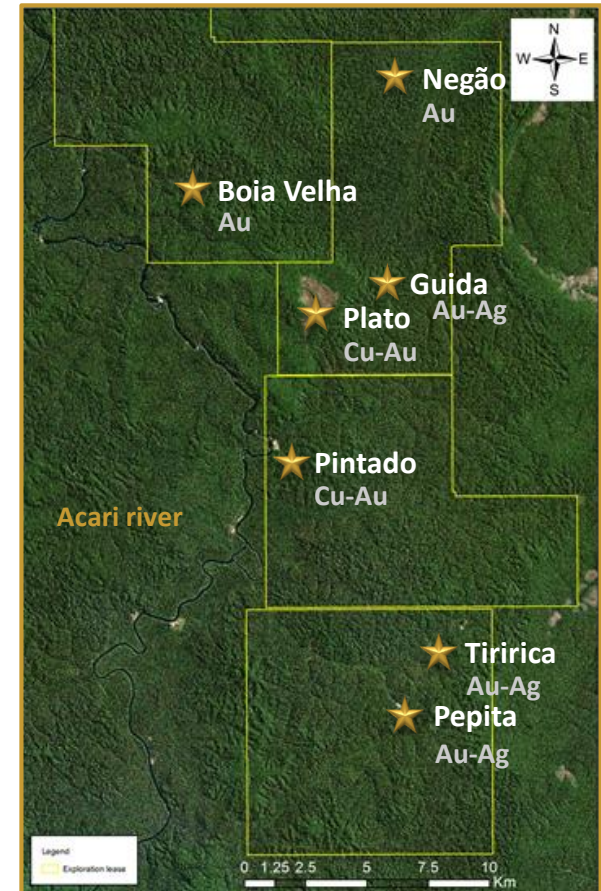 N
W E
S
Negão
Au
Boia Velha
Au
Guida
Au-Ag
Plato
Cu-Au
Pintado
Cu-Au
Acari river
Tiririca
Au-Ag
Pepita
Au-Ag
Legend
Exploration lease
0 1.25 2.5 5 7.5 10
Km